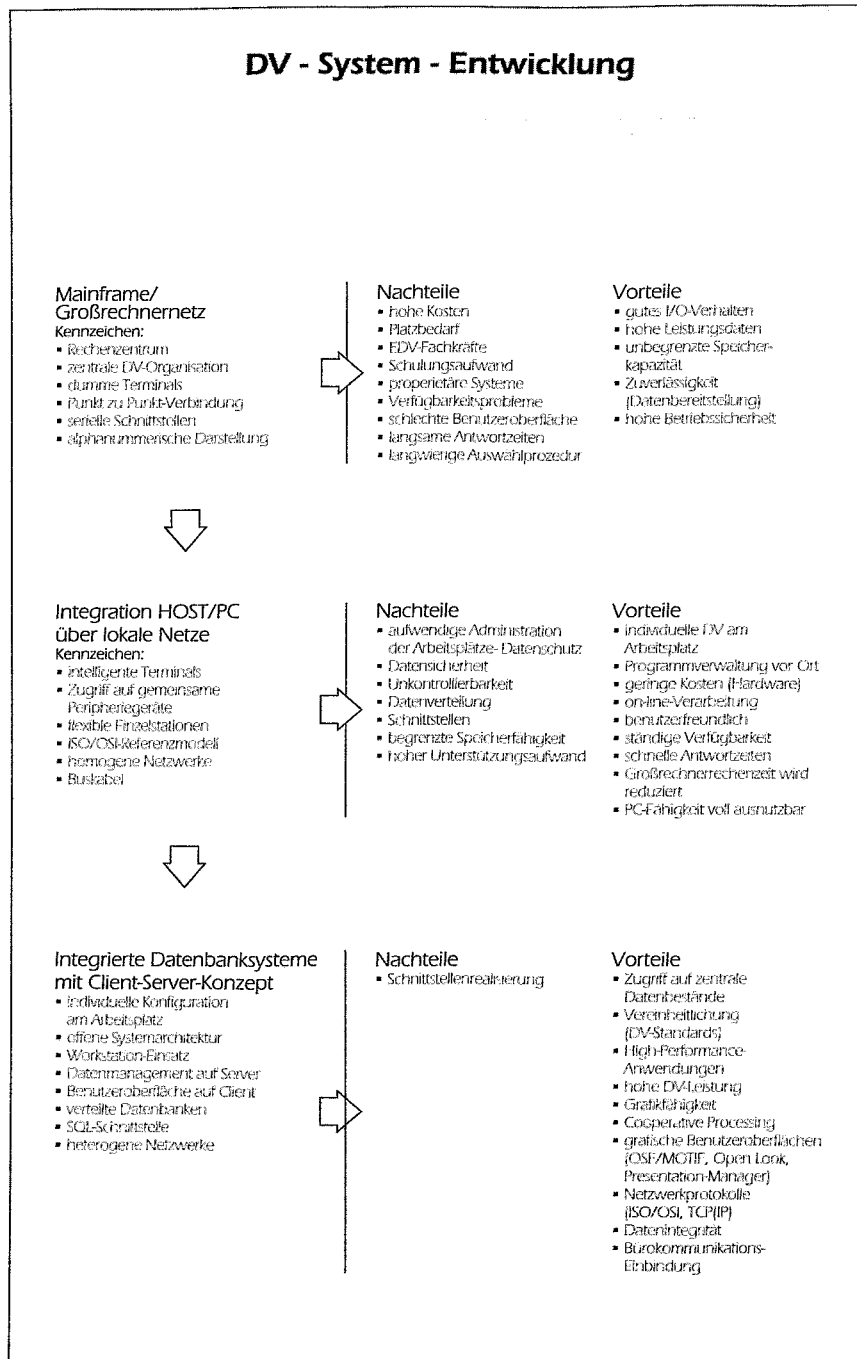 DV - System - Entwicklung
Mainframe/
Großrechnernetz
Kennzeichen:
▪ Rechenzentrum
▪ zentrale DV-Organisation
▪ dumme Terminals
▪ Punkt zu Punkt-Verbindung
▪ serielle Schnittstellen
▪ alphanummerische Darstellung
Nachteile
▪ hohe Kosten
▪ Platzbedarf
▪ EDV-Fachkräfte
▪ Schulungsaufwand
▪ properietäre Systeme
▪ Verfügbarkeitsprobleme
▪ schlechte Benutzeroberfläche
▪ langsame Antwortzeiten
▪ langwierige Auswahlprozedur
Vorteile
▪ gutes I/O-Verhalten
▪ hohe Leistungsdaten
▪ unbegrenzte Speicher-
kapazität
▪ Zuverlässigkeit
(Datenbereitstellung)
▪ hohe Betriebssicherheit
Integration HOST/PC
über lokale Netze
Kennzeichen:
▪ intelligente Terminals
▪ Zugriff auf gemeinsame
Peripheriegeräte
▪ flexible Einzelstationen
▪ ISO/OSI-Referenzmodell
▪ homogene Netzwerke
▪ Buskabel
Nachteile
▪ aufwendige Administration
der Arbeitsplätze- Datenschutz
▪ Datensicherheit
▪ Unkontrollierbarkeit
▪ Datenverteilung
▪ Schnittstellen
▪ begrenzte Speicherfähigkeit
▪ hoher Unterstützungsaufwand
Vorteile
▪ individuelle DV am
Arbeitsplatz
▪ Programmverwaltung vor Ort
▪ geringe Kosten (Hardware)
▪ on-line-Verarbeitung
▪ benutzerfreundlich
▪ ständige Verfügbarkeit
▪ schnelle Antwortzeiten
▪ Großrechnerrechenzeit wird
reduziert
▪ PC-Fähigkeit voll ausnutzbar
Integrierte Datenbanksysteme
mit Client-Server-Konzept
▪ individuelle Konfiguration
am Arbeitsplatz
▪ offene Systemarchitektur
▪ Workstation-Einsatz
▪ Datenmanagement auf Server
▪ Benutzeroberfläche auf Client
▪ verteilte Datenbanken
▪ SQL-Schnittstelle
▪ heterogene Netzwerke
Nachteile
▪ Schnittstellenrealisierung
Vorteile
▪ Zugriff auf zentrale
Datenbestände
▪ Vereinheitlichung
(DV-Standards)
▪ High-Performance-
Anwendungen
▪ hohe DV-Leistung
▪ Grafikfähigkeit
▪ Cooperative Processing
▪ grafische Benutzeroberflächen
(OSF/MOTIF, Open Look,
Presentation-Manager)
▪ Netzwerkprotokolle
(ISO/OSI, TCP(IP)
▪ Datenintegrität
▪ Bürokommunikations-
Einbindung